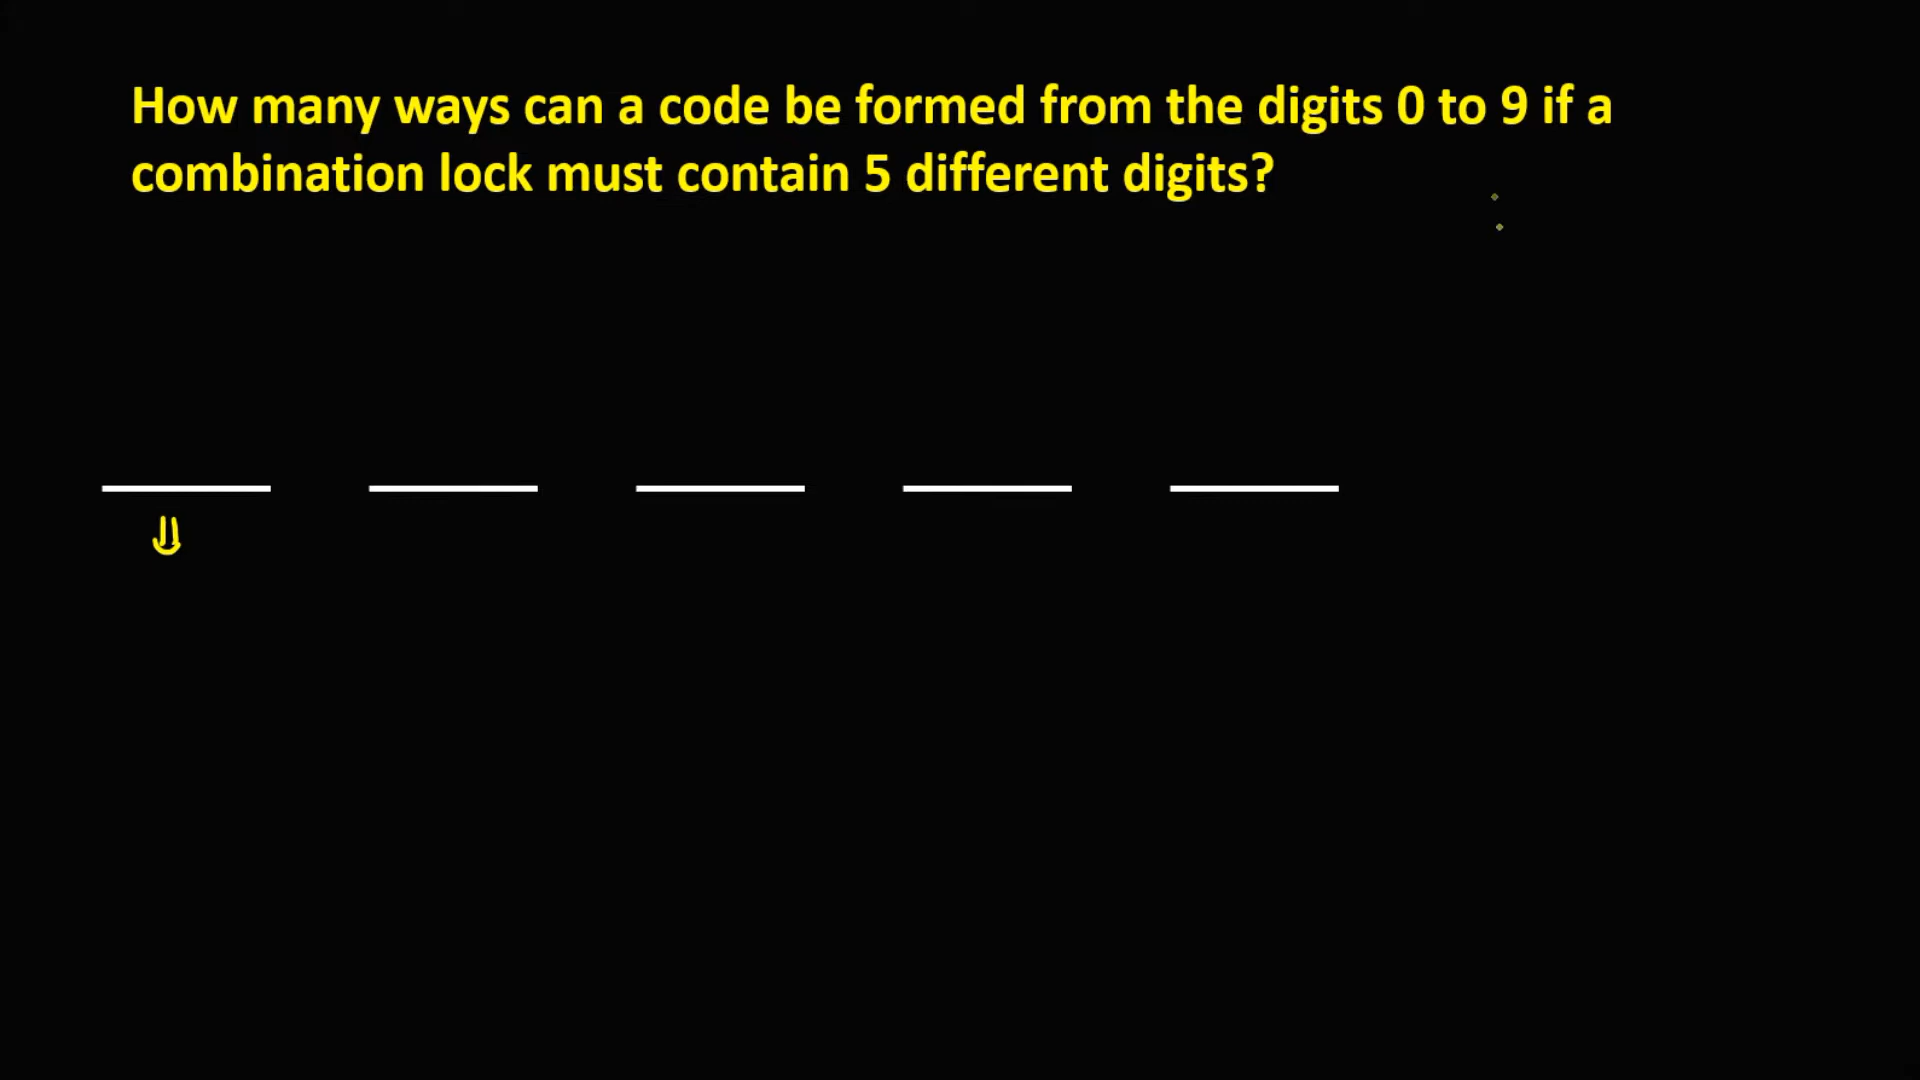 How many ways can a code be formed from the digits 0 to 9 if a
combination lock must contain 5 different digits?